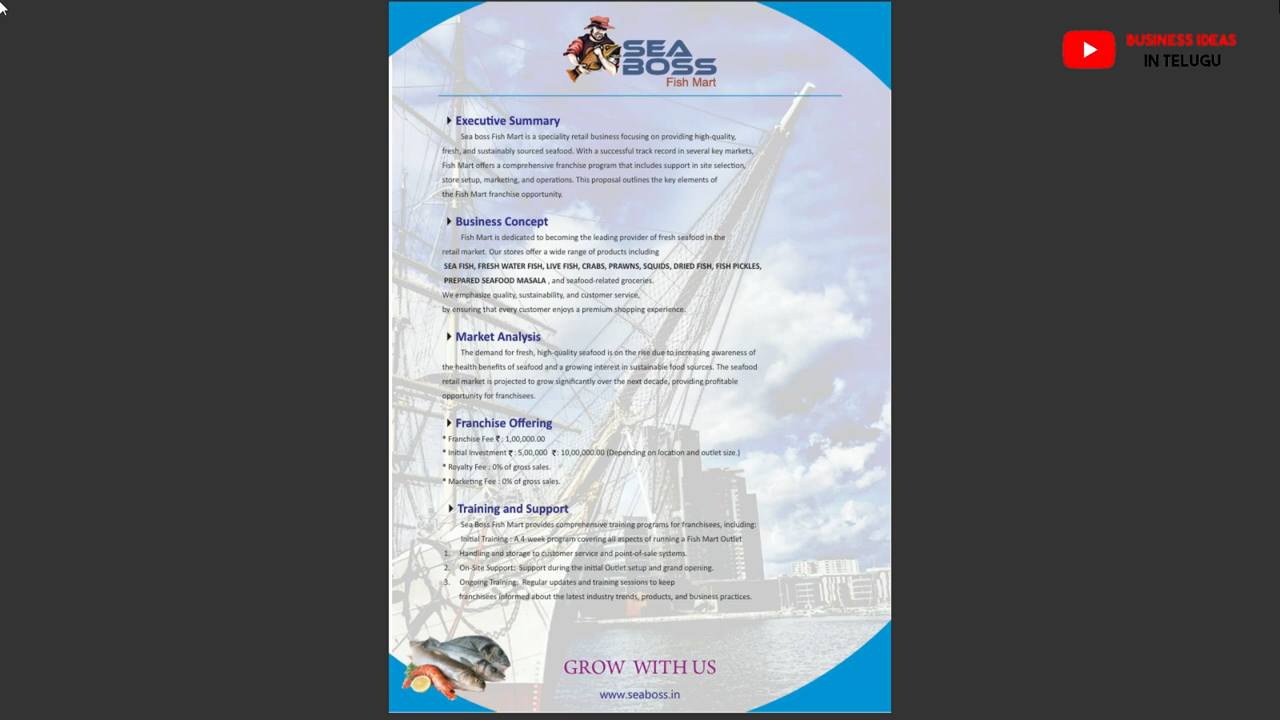 SEA
BOSS
Fish Mart
BUSINESS IDEAS
IN TELUGU
Executive Summary
Sea boss Fish Mart is a speciality retail business focusing on providing high-quality,
fresh, and sustainably sourced seafood. With a successful track record in several key markets,
Fish Mart offers a comprehensive franchise program that includes support in site selection,
store setup, marketing, and operations. This proposal outlines the key elements of
the Fish Mart franchise opportunity.
Business Concept
Fish Mart is dedicated to becoming the leading provider of fresh seafood in the
retail market. Our stores offer a wide range of products including
SEA FISH, FRESH WATER FISH, LIVE FISH, CRABS, PRAWNS, SQUIDS, DRIED FISH, FISH PICKLES,
PREPARED SEAFOOD MASALA , and seafood-related groceries.
We emphasize quality, sustainability, and customer service,
by ensuring that every customer enjoys a premium shopping experience.
Market Analysis
The demand for fresh, high-quality seafood is on the rise due to increasing awareness of
the health benefits of seafood and a growing interest in sustainable food sources. The seafood
retail market is projected to grow significantly over the next decade, providing profitable
opportunity for franchisees.
Franchise Offering
* Franchise Fee ₹ : 1,00,000.00
* Initial Investment ₹ : 5,00,000 ₹ : 10,00,000.00 (Depending on location and outlet size.)
* Royalty Fee : 0% of gross sales.
* Marketing Fee : 0% of gross sales.
Training and Support
Sea Boss Fish Mart provides comprehensive training programs for franchisees, including:
Initial Training : A 4-week program covering all aspects of running a Fish Mart Outlet
1. Handling and storage to customer service and point-of-sale systems.
2. On-Site Support: Support during the initial Outlet setup and grand opening.
3. Ongoing Training: Regular updates and training sessions to keep
franchisees informed about the latest industry trends, products, and business practices.
GROW WITH US
www.seaboss.in